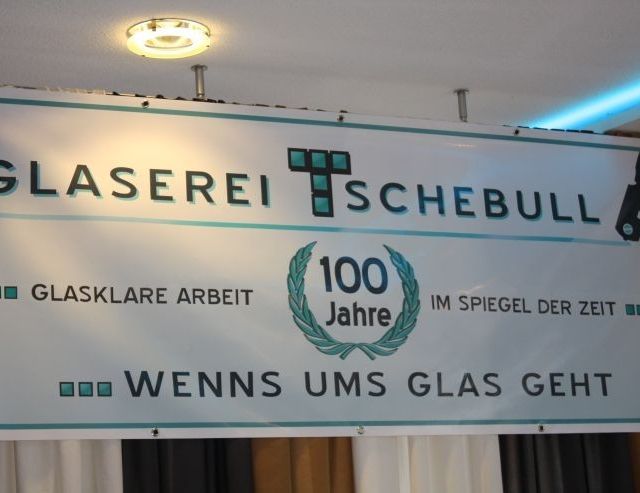 GLASEREI TSCHEBULL
GLASKLARE ARBEIT 100 Jahre IM SPIEGEL DER ZEIT
WENNS UMS GLAS GEHT